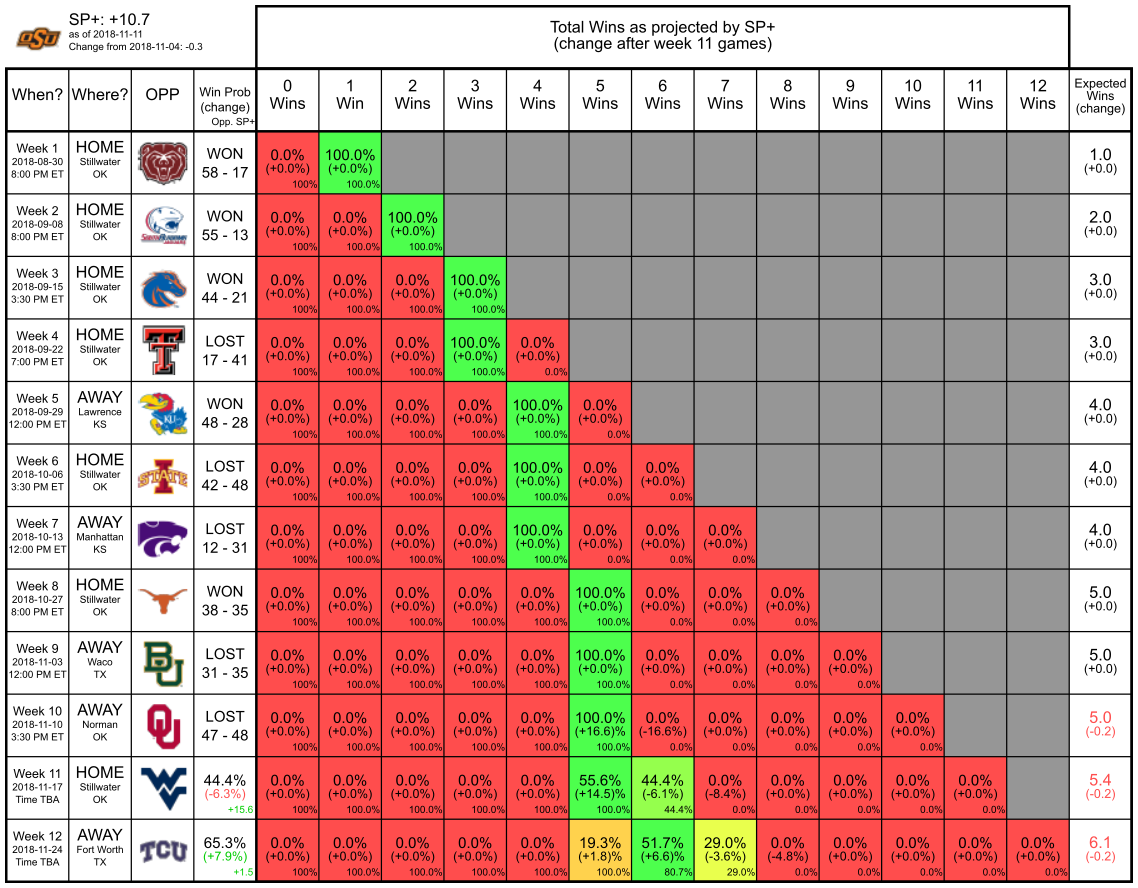 SP+: +10.7
as of 2018-11-11
Change from 2018-11-04: -0.3
OSU
Total Wins as projected by SP+
(change after week 11 games)
When? Where? OPP Win Prob (change) Opp. SP+ 0 Wins 1 Win 2 Wins 3 Wins 4 Wins 5 Wins 6 Wins 7 Wins 8 Wins 9 Wins 10 Wins 11 Wins 12 Wins Expected Wins (change)
Week 1 HOME WON 0.0% 100.0% 1.0
2018-08-30 Stillwater (+0.0%) (+0.0%) (+0.0)
8:00 PM ET OK 58 - 17 100% 100.0%
Week 2 HOME WON 0.0% 0.0% 100.0% 2.0
2018-09-08 Stillwater (+0.0%) (+0.0%) (+0.0%) (+0.0)
8:00 PM ET OK SOUTH ALABAMA JAGUARS 55 - 13 100% 100.0% 100.0%
Week 3 HOME WON 0.0% 0.0% 0.0% 100.0% 3.0
2018-09-15 Stillwater (+0.0%) (+0.0%) (+0.0%) (+0.0%) (+0.0)
3:30 PM ET OK 44 - 21 100% 100.0% 100.0% 100.0%
Week 4 HOME T LOST 0.0% 0.0% 0.0% 100.0% 0.0% 3.0
2018-09-22 Stillwater (+0.0%) (+0.0%) (+0.0%) (+0.0%) (+0.0%) (+0.0)
7:00 PM ET OK 17 - 41 100% 100.0% 100.0% 100.0% 0.0%
Week 5 AWAY WON 0.0% 0.0% 0.0% 0.0% 100.0% 0.0% 4.0
2018-09-29 Lawrence KU (+0.0%) (+0.0%) (+0.0%) (+0.0%) (+0.0%) (+0.0%) (+0.0)
12:00 PM ET KS 48 - 28 100% 100.0% 100.0% 100.0% 100.0% 0.0%
Week 6 HOME LOST 0.0% 0.0% 0.0% 0.0% 100.0% 0.0% 0.0% 4.0
2018-10-06 Stillwater I STATE (+0.0%) (+0.0%) (+0.0%) (+0.0%) (+0.0%) (+0.0%) (+0.0%) (+0.0)
3:30 PM ET OK 42 - 48 100% 100.0% 100.0% 100.0% 100.0% 0.0% 0.0%
Week 7 AWAY LOST 0.0% 0.0% 0.0% 0.0% 100.0% 0.0% 0.0% 0.0% 4.0
2018-10-13 Manhattan (+0.0%) (+0.0%) (+0.0%) (+0.0%) (+0.0%) (+0.0%) (+0.0%) (+0.0%) (+0.0)
12:00 PM ET KS 12 - 31 100% 100.0% 100.0% 100.0% 100.0% 0.0% 0.0% 0.0%
Week 8 HOME WON 0.0% 0.0% 0.0% 0.0% 0.0% 100.0% 0.0% 0.0% 0.0% 5.0
2018-10-27 Stillwater (+0.0%) (+0.0%) (+0.0%) (+0.0%) (+0.0%) (+0.0%) (+0.0%) (+0.0%) (+0.0%) (+0.0)
8:00 PM ET OK 38 - 35 100% 100.0% 100.0% 100.0% 100.0% 100.0% 0.0% 0.0% 0.0%
Week 9 AWAY BU LOST 0.0% 0.0% 0.0% 0.0% 0.0% 100.0% 0.0% 0.0% 0.0% 0.0% 5.0
2018-11-03 Waco (+0.0%) (+0.0%) (+0.0%) (+0.0%) (+0.0%) (+0.0%) (+0.0%) (+0.0%) (+0.0%) (+0.0%) (+0.0)
12:00 PM ET TX 31 - 35 100% 100.0% 100.0% 100.0% 100.0% 100.0% 0.0% 0.0% 0.0% 0.0%
Week 10 AWAY OU LOST 0.0% 0.0% 0.0% 0.0% 0.0% 100.0% 0.0% 0.0% 0.0% 0.0% 0.0% 5.0
2018-11-10 Norman (+0.0%) (+0.0%) (+0.0%) (+0.0%) (+0.0%) (+16.6)% (-16.6%) (+0.0%) (+0.0%) (+0.0%) (+0.0%) (-0.2)
3:30 PM ET OK 47 - 48 100% 100.0% 100.0% 100.0% 100.0% 100.0% 0.0% 0.0% 0.0% 0.0% 0.0%
Week 11 HOME WV 44.4% 0.0% 0.0% 0.0% 0.0% 0.0% 55.6% 44.4% 0.0% 0.0% 0.0% 0.0% 0.0% 5.4
2018-11-17 Stillwater (-6.3%) (+0.0%) (+0.0%) (+0.0%) (+0.0%) (+0.0%) (+14.5)% (-6.1%) (-8.4%) (+0.0%) (+0.0%) (+0.0%) (+0.0%) (-0.2)
Time TBA OK +15.6 100% 100.0% 100.0% 100.0% 100.0% 100.0% 44.4% 0.0% 0.0% 0.0% 0.0% 0.0%
Week 12 AWAY TCU 65.3% 0.0% 0.0% 0.0% 0.0% 0.0% 19.3% 51.7% 29.0% 0.0% 0.0% 0.0% 0.0% 0.0% 6.1
2018-11-24 Fort Worth (+7.9%) (+0.0%) (+0.0%) (+0.0%) (+0.0%) (+0.0%) (+1.8)% (+6.6)% (-3.6%) (-4.8%) (+0.0%) (+0.0%) (+0.0%) (+0.0%) (-0.2)
Time TBA TX +1.5 100% 100.0% 100.0% 100.0% 100.0% 100.0% 80.7% 29.0% 0.0% 0.0% 0.0% 0.0% 0.0%